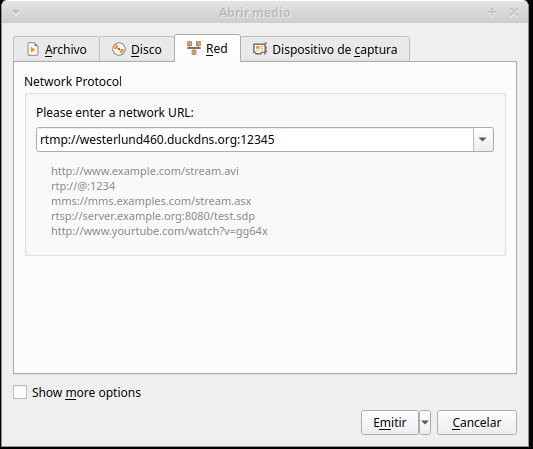 Abrir medio
Archivo
Disco
Red
Dispositivo de captura
Network Protocol
Please enter a network URL:
rtmp://westerlund460.duckdns.org:12345
http://www.example.com/stream.avi
rtp://@:1234
mms://mms.examples.com/stream.asx
rtsp://server.example.org:8080/test.sdp
http://www.yourtube.com/watch?v=gg64x
Show more options
Emitir
Cancelar